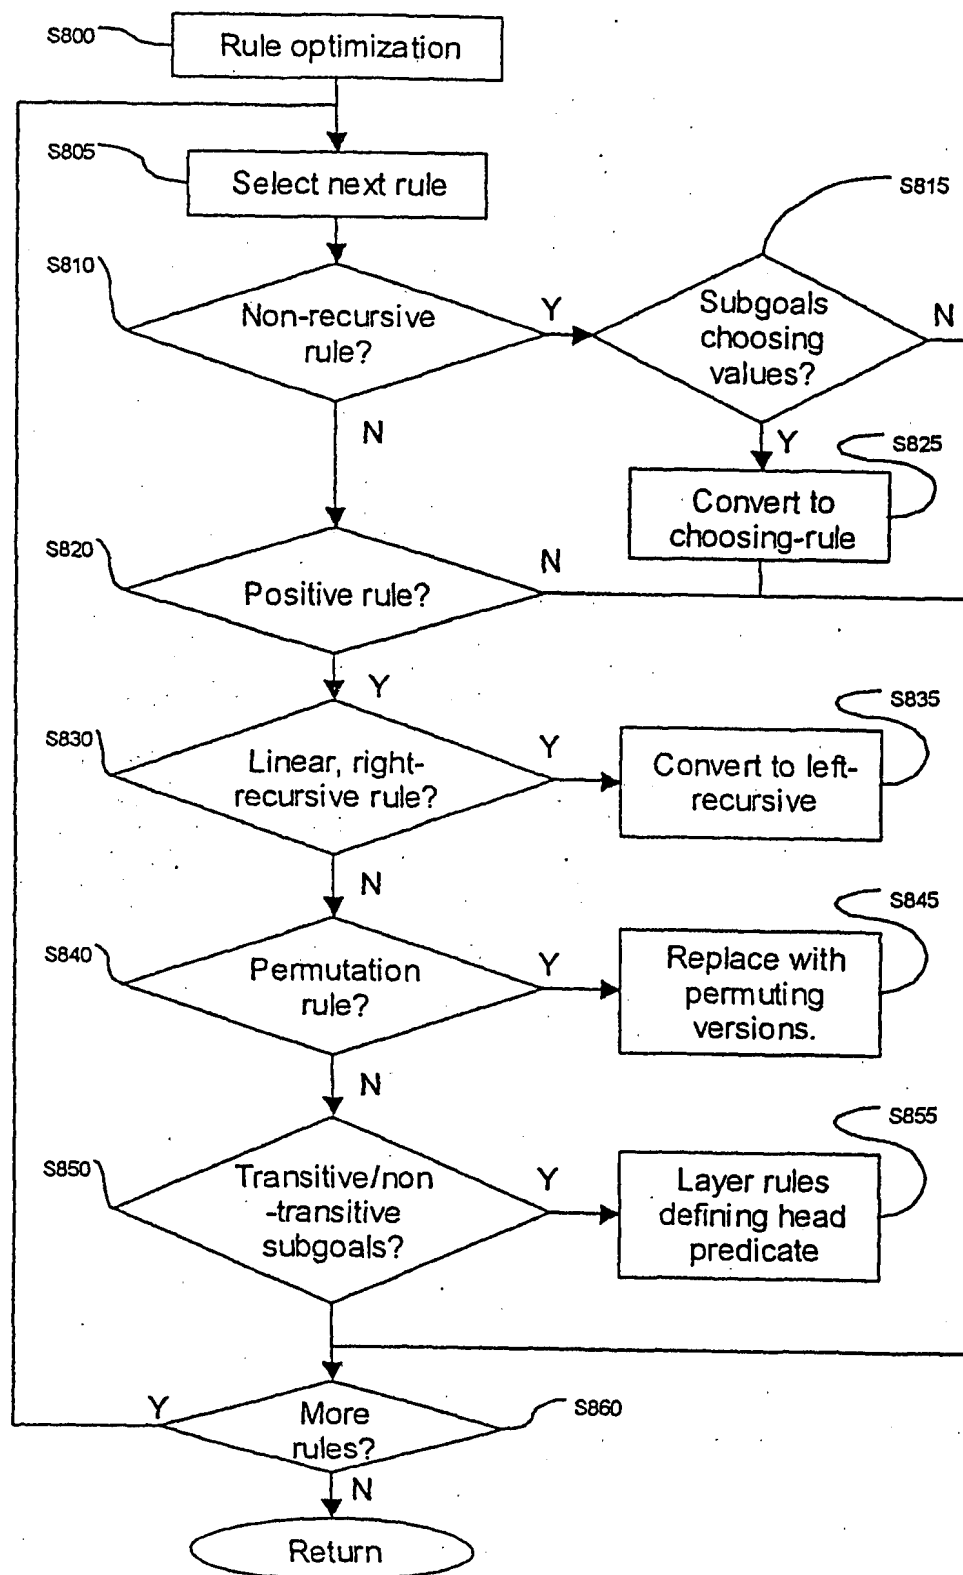 S800
Rule optimization
S805
Select next rule
S815
S810
Non-recursive
rule?
Y
Subgoals
choosing
values?
N
N
Y
S825
Convert to
choosing-rule
S820
Positive rule?
N
Y
S830
Linear, right-
recursive rule?
Y
S835
Convert to left-
recursive
N
S840
Permutation
rule?
Y
S845
Replace with
permuting
versions.
N
S850
Transitive/non
-transitive
subgoals?
Y
S855
Layer rules
defining head
predicate
Y
More
rules?
S860
N
Return